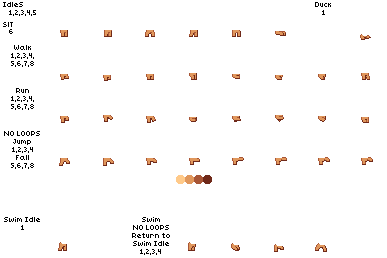 Idles
1,2,3,4,5
Duck
1
Sit
6
Walk
1,2,3,4,
5,6,7,8
Run
1,2,3,4,
5,6,7,8
NO LOOPS
Jump
1,2,3,4
Fall
5,6,7,8
Swim Idle
1
Swim
NO LOOPS
Return to
Swim Idle
1,2,3,4